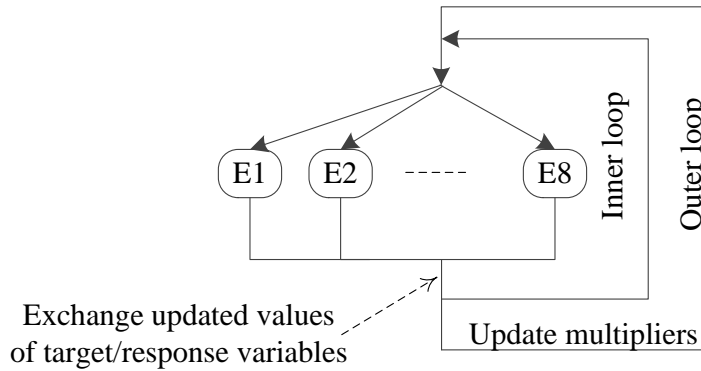 E1
E2
E8
Inner loop
Outer loop
Exchange updated values
of target/response variables
Update multipliers